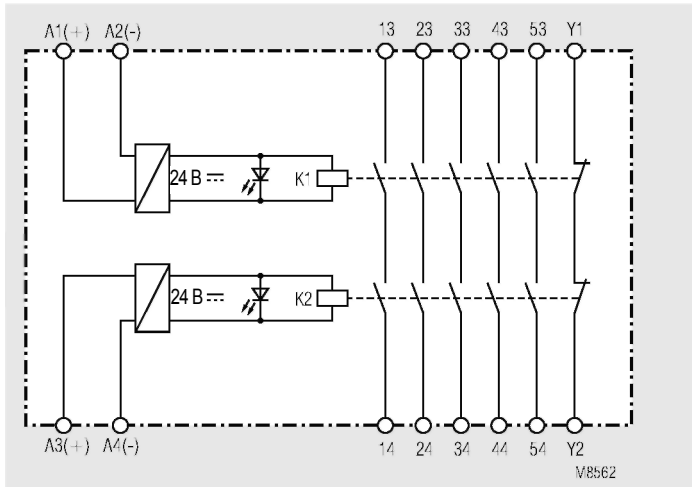 A1(+) A2(-) 13 23 33 43 53 Y1
24 В K1
24 В K2
A3(+) A4(-) 14 24 34 44 54 Y2
M8562